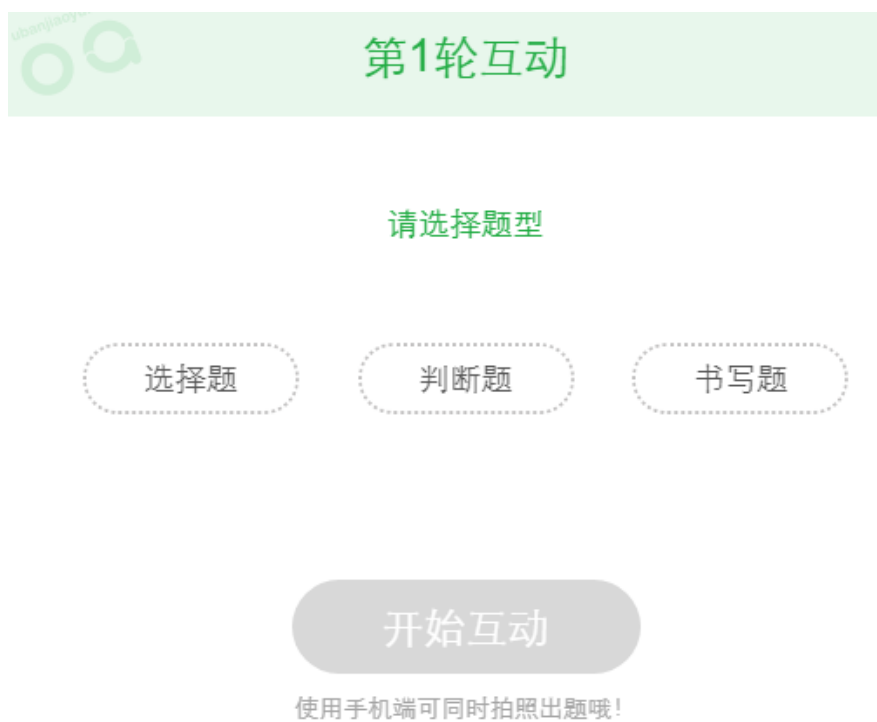 ubanjiaoyu
第1轮互动
请选择题型
选择题 判断题 书写题
开始互动
使用手机端可同时拍照出题哦！